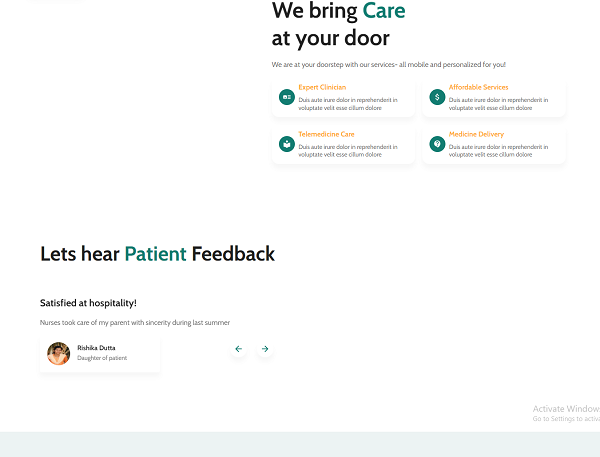 We bring Care
at your door
We are at your doorstep with our services- all mobile and personalized for you!
Expert Clinician
Duis aute irure dolor in reprehenderit in
voluptate velit esse cillum dolore
Affordable Services
Duis aute irure dolor in reprehenderit in
voluptate velit esse cillum dolore
Telemedicine Care
Duis aute irure dolor in reprehenderit in
voluptate velit esse cillum dolore
Medicine Delivery
Duis aute irure dolor in reprehenderit in
voluptate velit esse cillum dolore
Lets hear Patient Feedback
Satisfied at hospitality!
Nurses took care of my parent with sincerity during last summer
Rishika Dutta
Daughter of patient
Activate Window
Go to Settings to activa